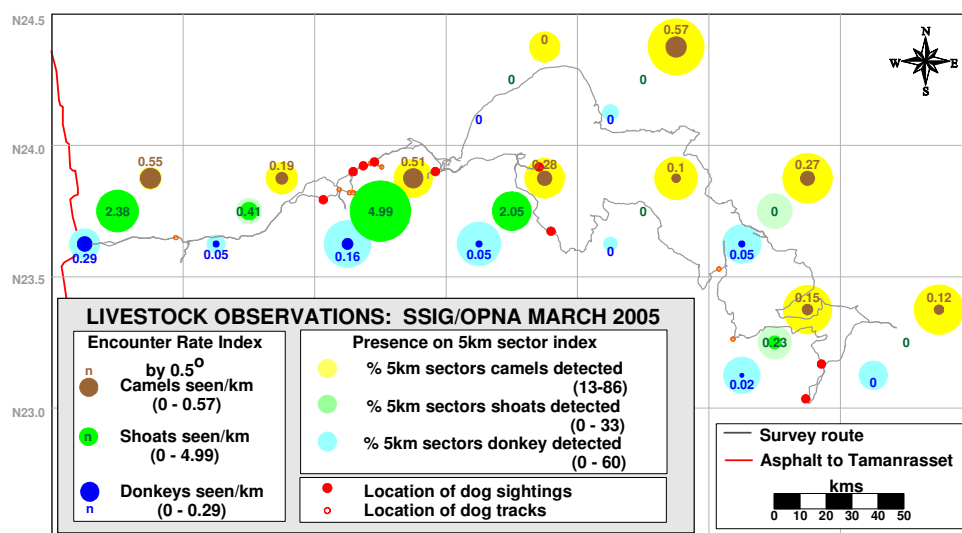 N24.5
0
0.57
N
W E
S
0
0
0
0
N24.0
0.55
0.19
0.51
0.28
0.1
0.27
2.38
0.41
4.99
2.05
0
0
0.29
0.05
0.16
0.05
0
0.05
N23.5
0.15
0.12
0.23
0
0.02
0
N23.0
LIVESTOCK OBSERVATIONS: SSIG/OPNA MARCH 2005
Encounter Rate Index
by 0.5o
n
Camels seen/km
(0 - 0.57)
n
Shoats seen/km
(0 - 4.99)
Donkeys seen/km
n
(0 - 0.29)
Presence on 5km sector index
% 5km sectors camels detected
(13-86)
% 5km sectors shoats detected
(0 - 33)
% 5km sectors donkey detected
(0 - 60)
Location of dog sightings
Location of dog tracks
Survey route
Asphalt to Tamanrasset
kms
0 10 20 30 40 50